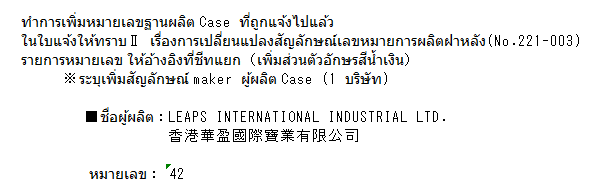 ทำการเพิ่มหมายเลขฐานผลิต Case ที่ถูกแจ้งไปแล้ว
ในใบแจ้งให้ทราบⅡ เรื่องการเปลี่ยนแปลงสัญลักษณ์เลขหมายการผลิตฝาหลัง(No.221-003)
รายการหมายเลข ให้อ้างอิงที่ชีทแยก (เพิ่มส่วนตัวอักษรสีน้ำเงิน)
※ระบุเพิ่มสัญลักษณ์ maker ผู้ผลิต Case (1 บริษัท)
■ชื่อผู้ผลิต：LEAPS INTERNATIONAL INDUSTRIAL LTD.
香港華盈國際寶業有限公司
หมายเลข： 42